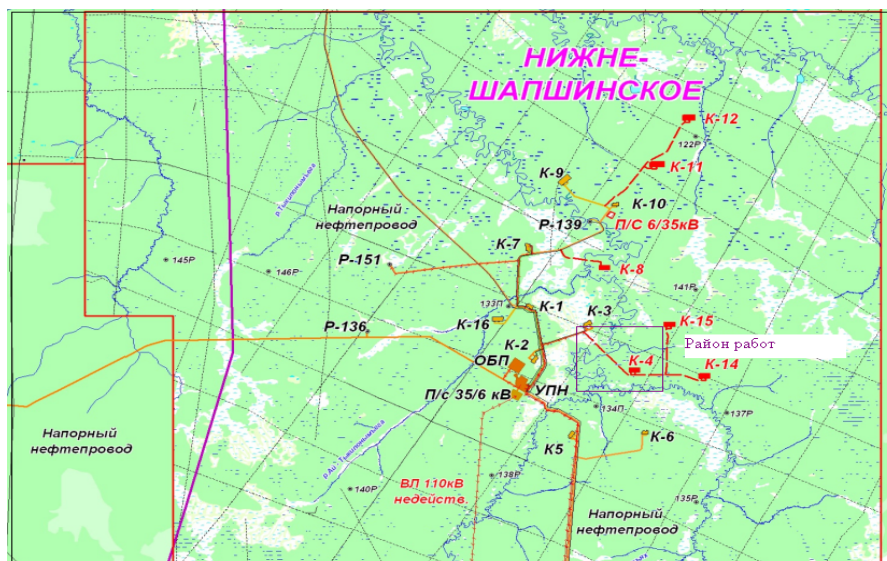 НИЖНЕ-
ШАПШИНСКОЕ
К-12
122Р
К-11
К-9
К-10
Напорный
нефтепровод
Р-139
П/С 6/35кВ
К-7
145Р
146Р
Р-151
К-8
141Р
133П
К-1
К-3
К-16
К-15
Р-136
Район работ
К-2
ОБП
К-4
К-14
П/с 35/6 кВ
УПН
134П
137Р
Напорный
нефтепровод
К5
К-6
138Р
ВЛ 110кВ
недейств.
140Р
135Р
Напорный
нефтепровод